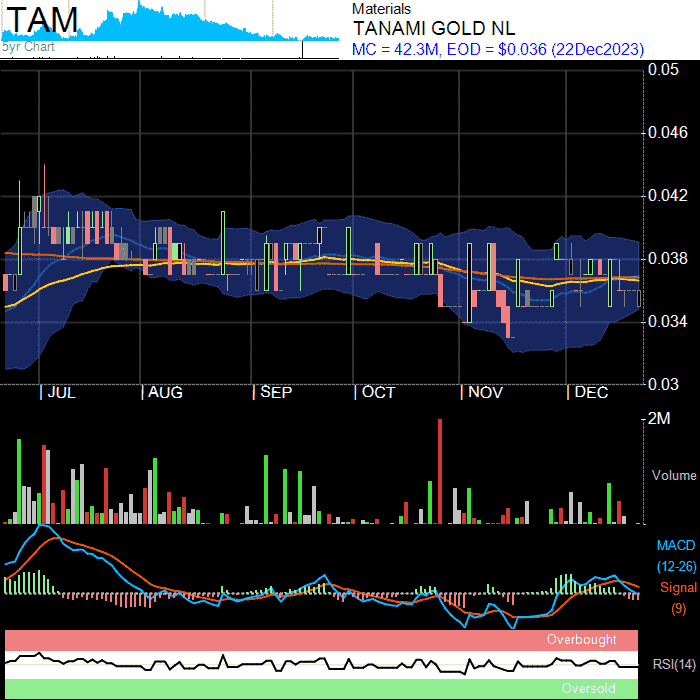 TAM
5yr Chart
Materials
TANAMI GOLD NL
MC = 42.3M, EOD = $0.036 (22Dec2023)
0.05
0.046
0.042
0.038
0.034
0.03
JUL AUG SEP OCT NOV DEC
2M
Volume
MACD
(12-26)
Signal
(9)
Overbought
RSI(14)
Oversold